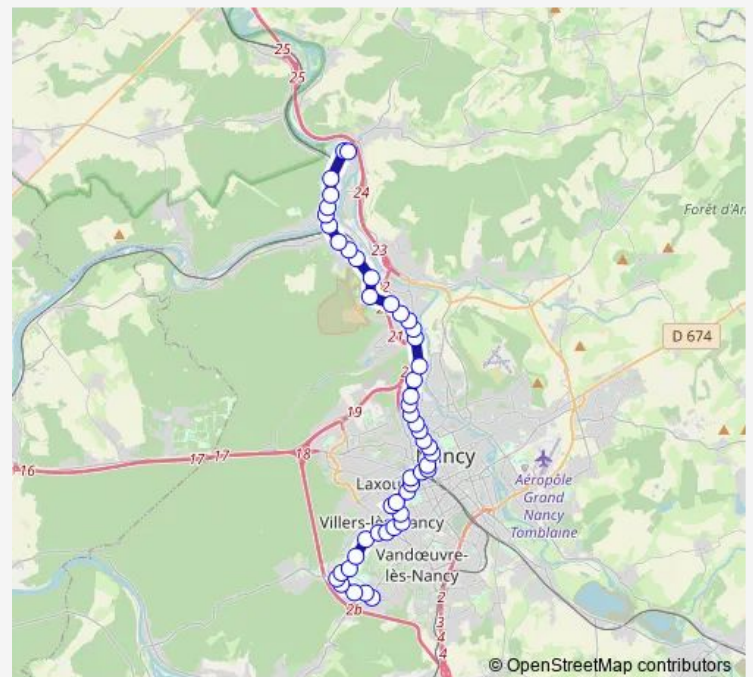 25
25
24
Forêt d'Ar
23
2
21
D 674
2
19
16
17 17
18
Nancy
Laxou
Aéropôle
Grand
Nancy
Tomblaine
Villers-lès-Nancy
Vandœuvre-
lès-Nancy
2b
2
3
4
4
© OpenStreetMap contributors